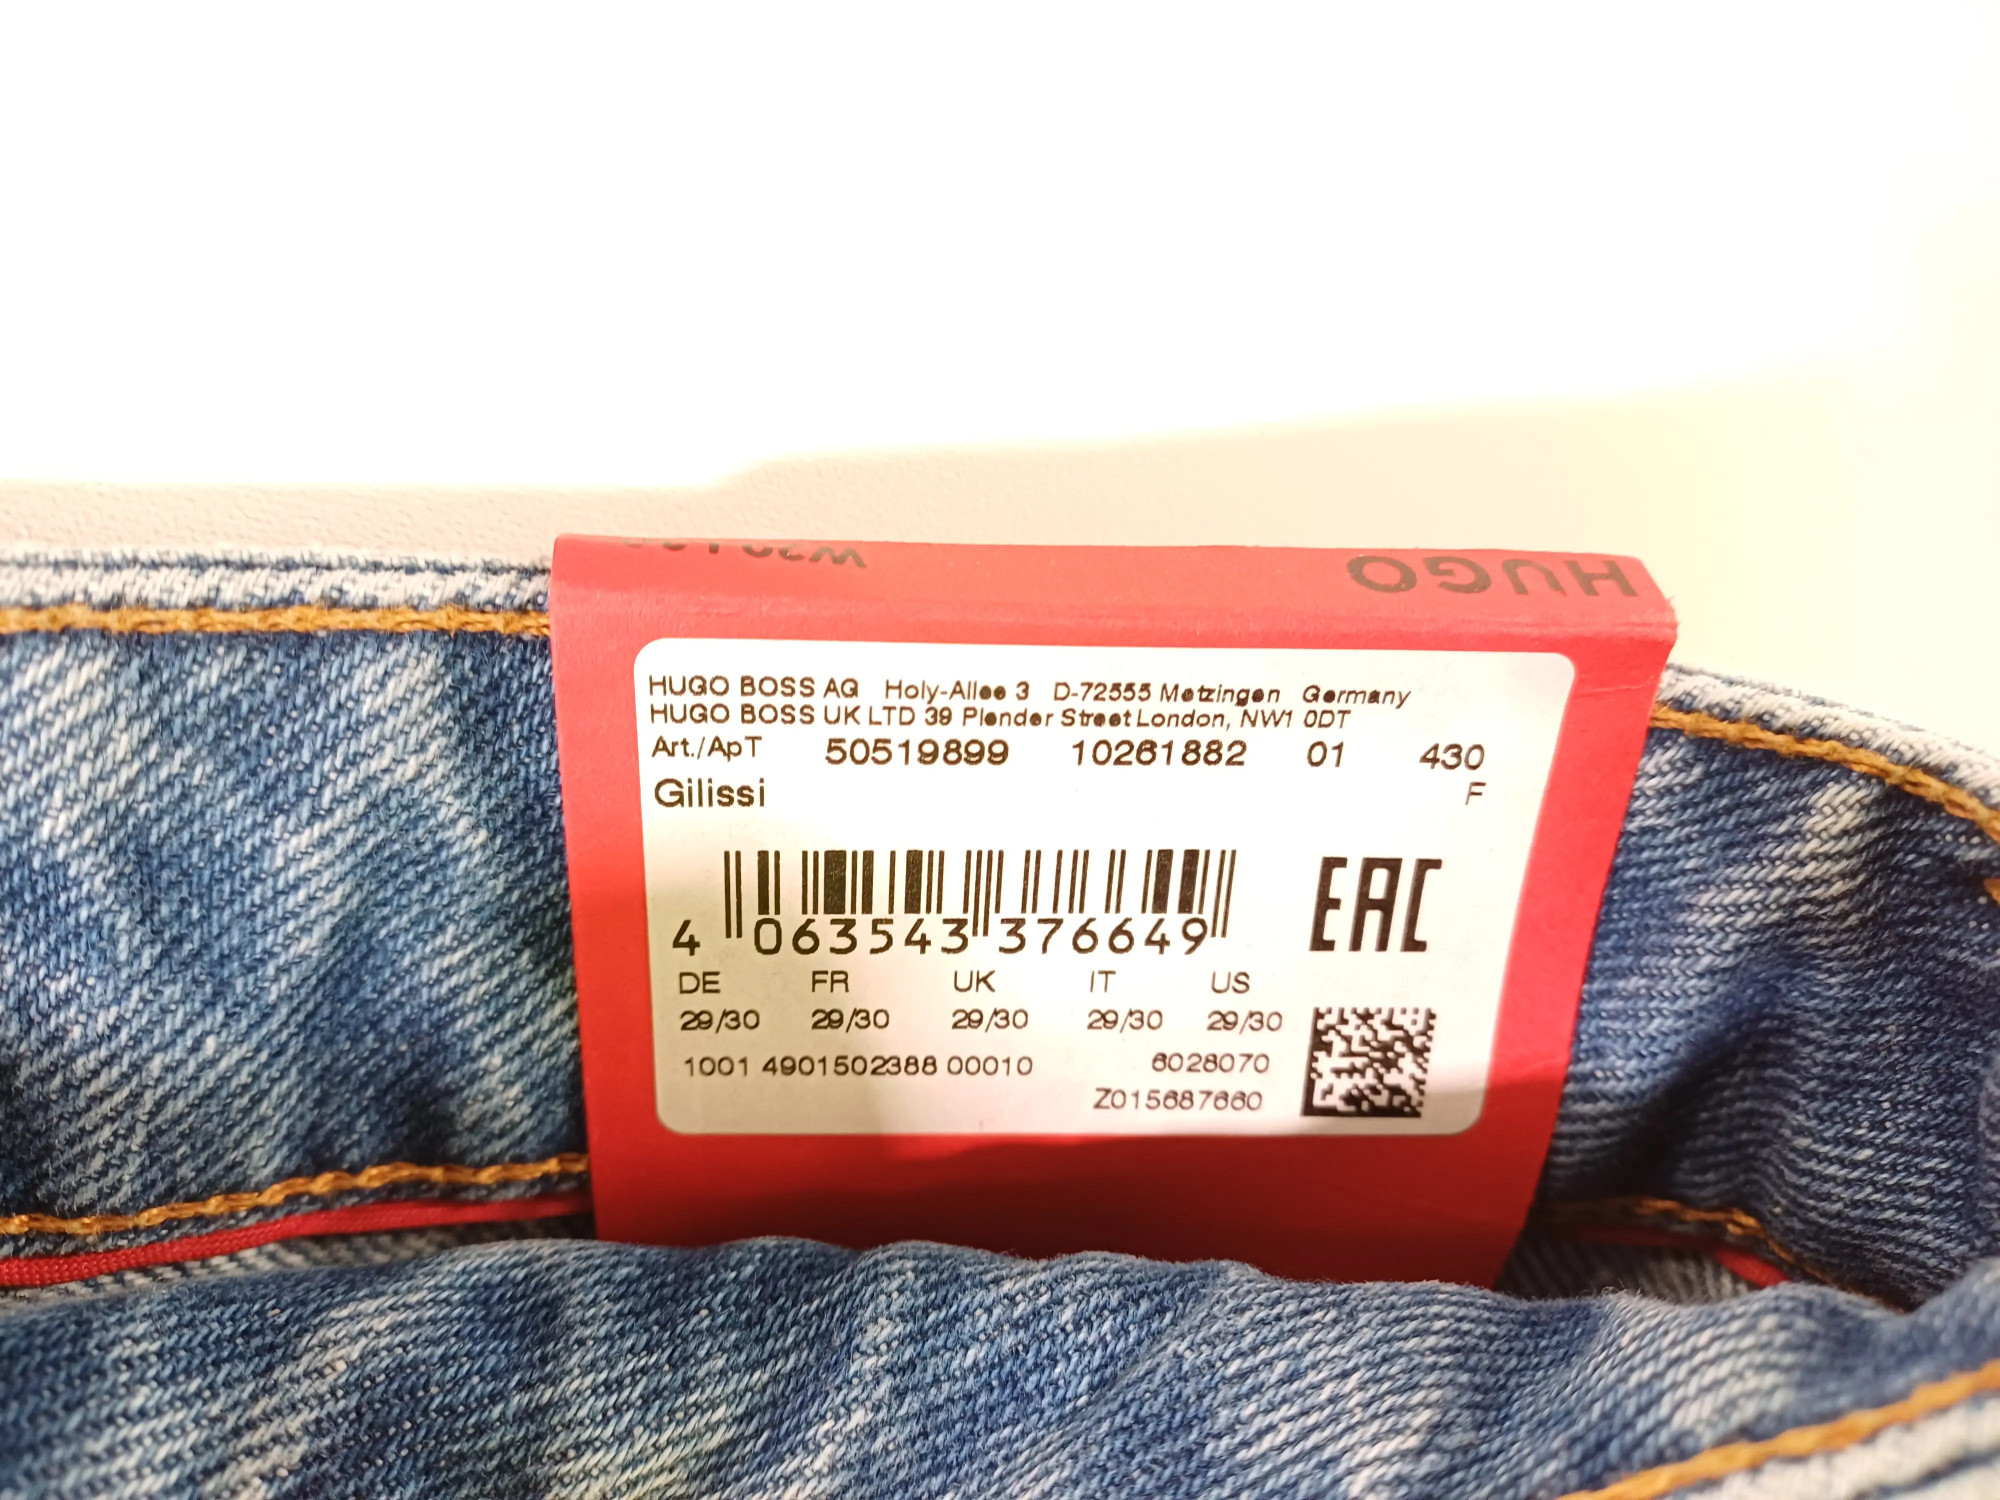 HUGO
HUGO BOSS AG Holy-Allee 3 D-72555 Metzingen Germany
HUGO BOSS UK LTD 39 Plender Street London, NW1 0DT
Art./ApT 50519899 10261882 01 430
Gilissi F
EAC
4 063543 376649
DE FR UK IT US
29/30 29/30 29/30 29/30 29/30
1001 4901502388 00010 6028070
Z015687660